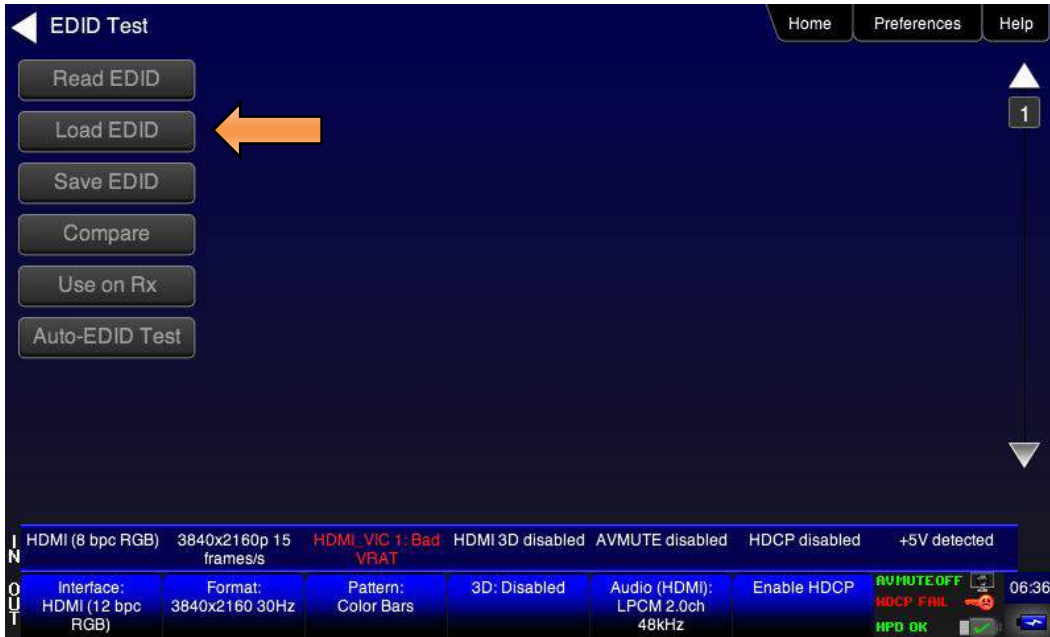 EDID Test
Home
Preferences
Help
Read EDID
1
Load EDID
Save EDID
Compare
Use on Rx
Auto-EDID Test
IN
HDMI (8 bpc RGB)
3840x2160p 15
frames/s
HDMI_VIC 1: Bad
VRAT
HDMI 3D disabled
AVMUTE disabled
HDCP disabled
+5V detected
OUT
Interface:
HDMI (12 bpc
RGB)
Format:
3840x2160 30Hz
Pattern:
Color Bars
3D: Disabled
Audio (HDMI):
LPCM 2.0ch
48kHz
Enable HDCP
AVMUTEOFF
HDCP FAIL
HPD OK
06:36